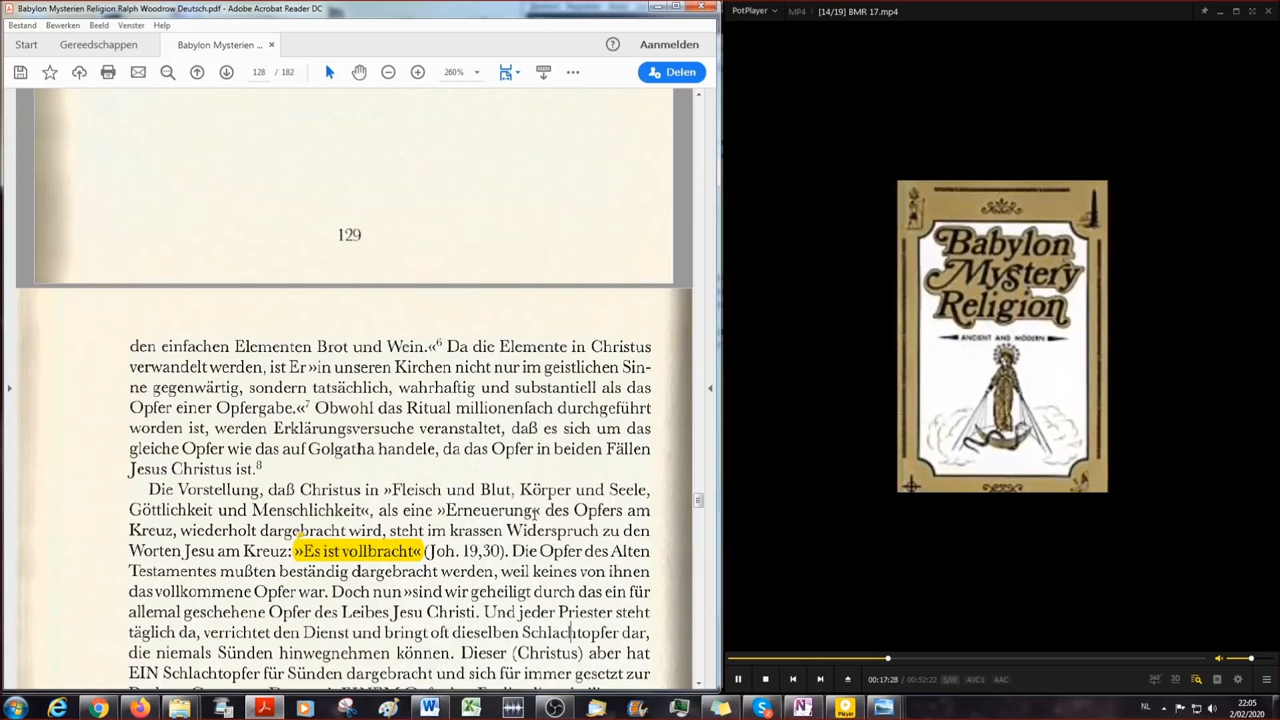 Babylon Mysterien Religion Ralph Woodrow Deutsch.pdf - Adobe Acrobat Reader DC
Bestand Bewerken Beeld Venster Help
Start Gereedschappen Babylon Mysterien ... Aanmelden
128 / 182 260% Delen
129
den einfachen Elementen Brot und Wein.«6 Da die Elemente in Christus
verwandelt werden, ist Er »in unseren Kirchen nicht nur im geistlichen Sin-
ne gegenwärtig, sondern tatsächlich, wahrhaftig und substantiell als das
Opfer einer Opfergabe.«7 Obwohl das Ritual millionenfach durchgeführt
worden ist, werden Erklärungsversuche veranstaltet, daß es sich um das
gleiche Opfer wie das auf Golgatha handele, da das Opfer in beiden Fällen
Jesus Christus ist.8
Die Vorstellung, daß Christus in »Fleisch und Blut, Körper und Seele,
Göttlichkeit und Menschlichkeit«, als eine »Erneuerung« des Opfers am
Kreuz, wiederholt dargebracht wird, steht im krassen Widerspruch zu den
Worten Jesu am Kreuz: »Es ist vollbracht« (Joh. 19,30). Die Opfer des Alten
Testamentes mußten beständig dargebracht werden, weil keines von ihnen
das vollkommene Opfer war. Doch nun »sind wir geheiligt durch das ein für
allemal geschehene Opfer des Leibes Jesu Christi. Und jeder Priester steht
täglich da, verrichtet den Dienst und bringt oft dieselben Schlachtopfer dar,
die niemals Sünden hinwegnehmen können. Dieser (Christus) aber hat
EIN Schlachtopfer für Sünden dargebracht und sich für immer gesetzt zur
PotPlayer MP4 [14/19] BMR 17.mp4
Babylon
Mystery
Religion
ANCIENT AND MODERN
00:17:28 / 00:52:22 S/W AVC1 AAC
360° 3D
NL 22:05
2/02/2020